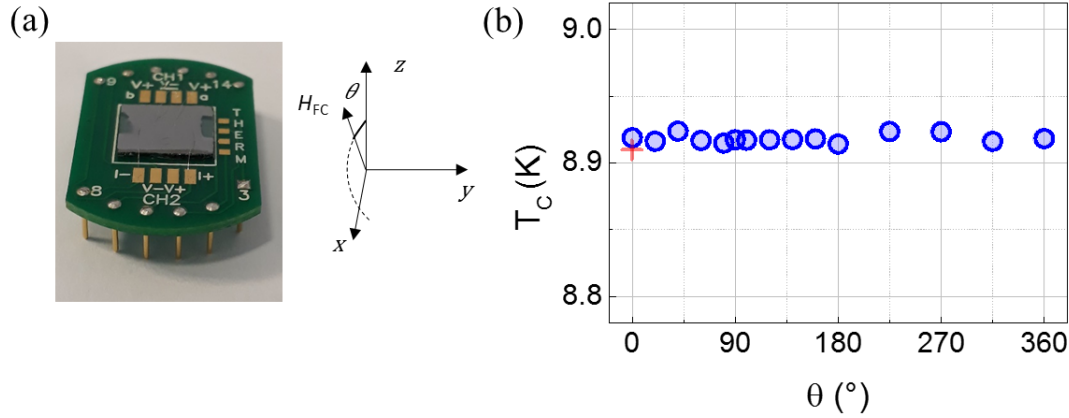 (a)
CH1
V+ V- V+
9 14
b a
THERM
I- I+
V-V+
8 CH2 3
z
θ
H_FC
y
x
(b)
T_C (K)
9.0
8.9
8.8
0 90 180 270 360
θ (°)